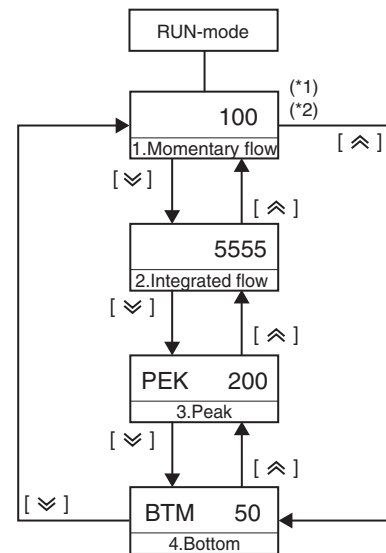 RUN-mode
100
(*1)
(*2)
1.Momentary flow
[ ︾ ]
[ ︽ ]
[ ︽ ]
5555
2.Integrated flow
[ ︾ ]
[ ︽ ]
PEK 200
3.Peak
[ ︾ ]
[ ︽ ]
[ ︾ ]
BTM 50
4.Bottom